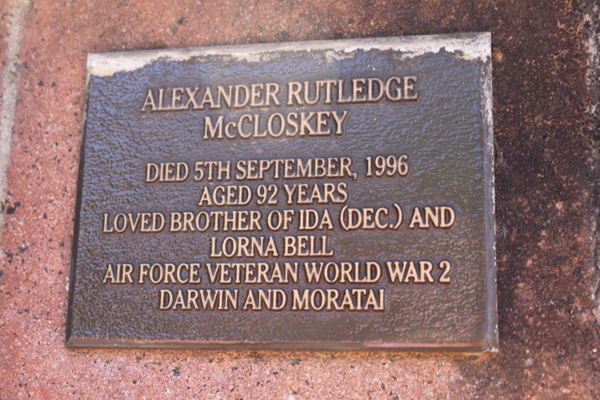 ALEXANDER RUTLEDGE
McCLOSKEY
DIED 5TH SEPTEMBER, 1996
AGED 92 YEARS
LOVED BROTHER OF IDA (DEC.) AND
LORNA BELL
AIR FORCE VETERAN WORLD WAR 2
DARWIN AND MORATAI